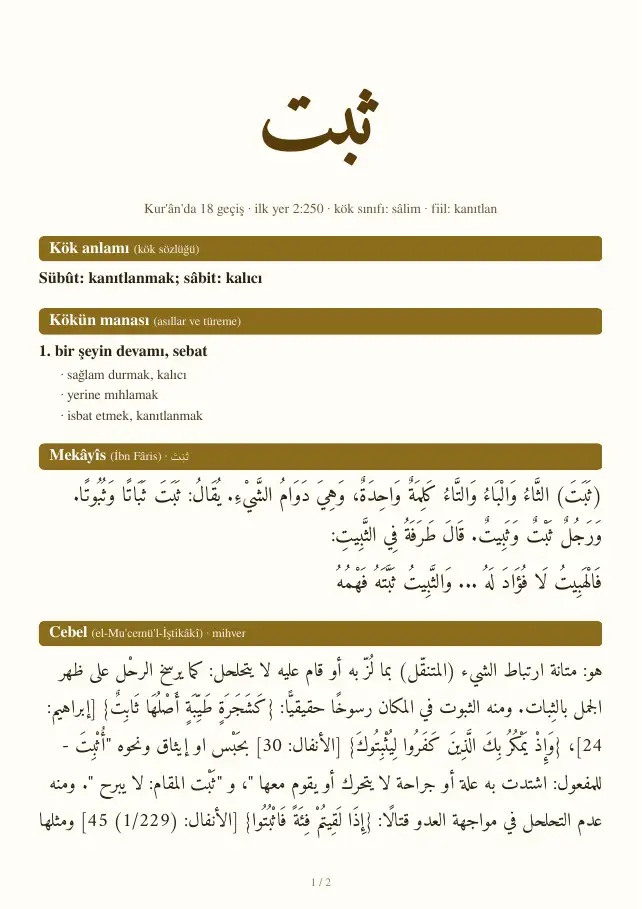 ثبت
Kur'ân'da 18 geçiş · ilk yer 2:250 · kök sınıfı: sâlim · fiil: kanıtlan
Kök anlamı (kök sözlüğü)
Sübût: kanıtlanmak; sâbit: kalıcı
Kökün manası (asıllar ve türeme)
1. bir şeyin devamı, sebat
· sağlam durmak, kalıcı
· yerine mıhlamak
· isbat etmek, kanıtlanmak
Mekâyîs (İbn Fâris) · ثَبَتَ
(ثَبَتَ) الثَّاءُ وَالْبَاءُ وَالتَّاءُ كَلِمَةٌ وَاحِدَةٌ، وَهِيَ دَوَامُ الشَّيْءِ. يُقَالُ: ثَبَتَ ثَبَاتًا وَثُبُوتًا.
وَرَجُلٌ ثَبْتٌ وَثَبِيتٌ. قَالَ طَرَفَةُ فِي الثَّبِيتِ:
فَالْهَبِيتُ لَا فُؤَادَ لَهُ ... وَالثَّبِيتُ ثَبَّتَهُ فَهْمُهُ
Cebel (el-Mu'cemü'l-İştikâkî) · mihver
هو: متانة ارتباط الشيء (المتنقّل) بما لُزّ به أو قام عليه لا يتحلحل: كما يرسخ الرحْل على ظهر
الجمل بالثِبات. ومنه الثبوت في المكان رسوخًا حقيقيًّا: {كَشَجَرَةٍ طَيِّبَةٍ أَصْلُهَا ثَابِتٌ} [إبراهيم:
24]، {وَإِذْ يَمْكُرُ بِكَ الَّذِينَ كَفَرُوا لِيُثْبِتُوكَ} [الأنفال: 30] بحَبْس او إيثاق ونحوه "أُثْبِتَ -
للمفعول: اشتدت به علة أو جراحة لا يتحرك أو يقوم معها "، و "ثَبْت المقام: لا يبرح ". ومنه
عدم التحلحل في مواجهة العدو قتالًا: {إِذَا لَقِيتُمْ فِئَةً فَاثْبُتُوا} [الأنفال: (1/229) 45] ومثلها
1 / 2